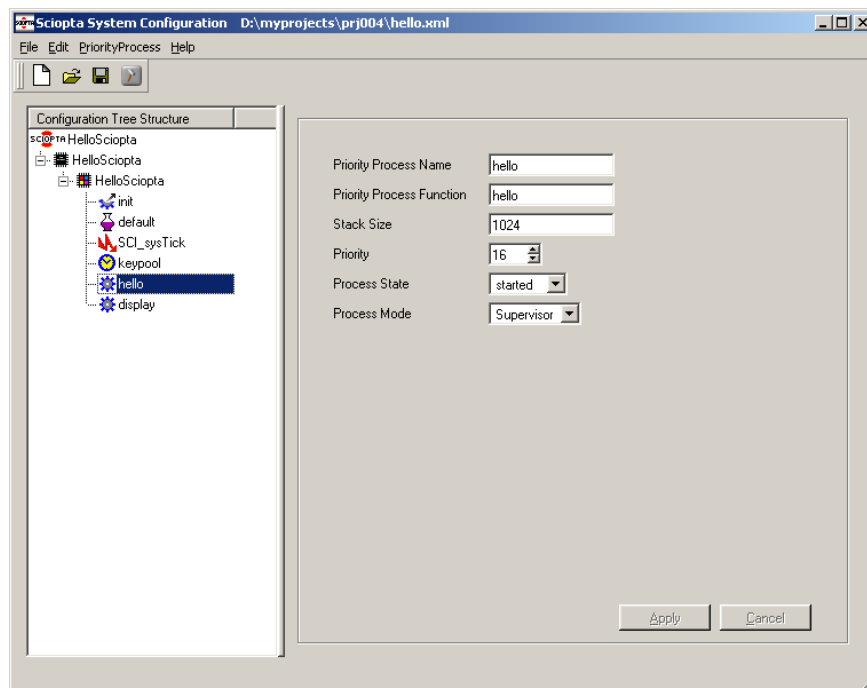 Sciopta System Configuration D:\myprojects\prj004\hello.xml
File Edit PriorityProcess Help
Configuration Tree Structure
SCIOPTA HelloSciopta
HelloSciopta
HelloSciopta
init
default
SCI_sysTick
keypool
hello
display
Priority Process Name hello
Priority Process Function hello
Stack Size 1024
Priority 16
Process State started
Process Mode Supervisor
Apply Cancel